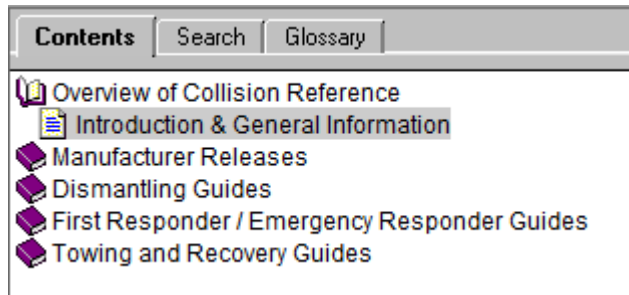 Contents Search Glossary
Overview of Collision Reference
Introduction & General Information
Manufacturer Releases
Dismantling Guides
First Responder / Emergency Responder Guides
Towing and Recovery Guides